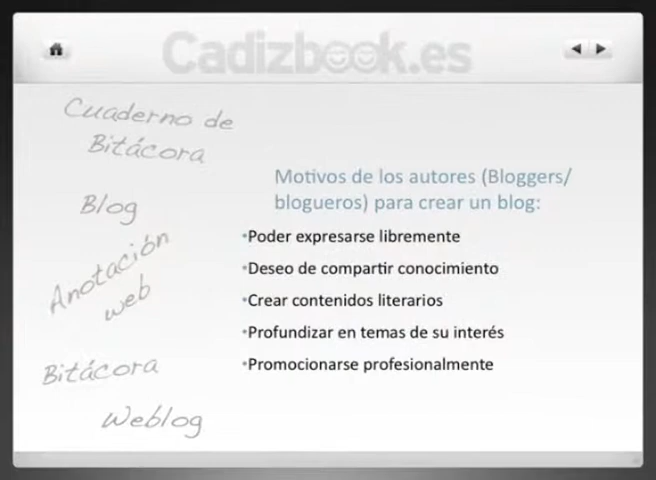 Cadizbook.es
Cuaderno de
Bitácora
Blog
Anotación
web
Bitácora
Weblog
Motivos de los autores (Bloggers/
blogueros) para crear un blog:
•Poder expresarse libremente
•Deseo de compartir conocimiento
•Crear contenidos literarios
•Profundizar en temas de su interés
•Promocionarse profesionalmente